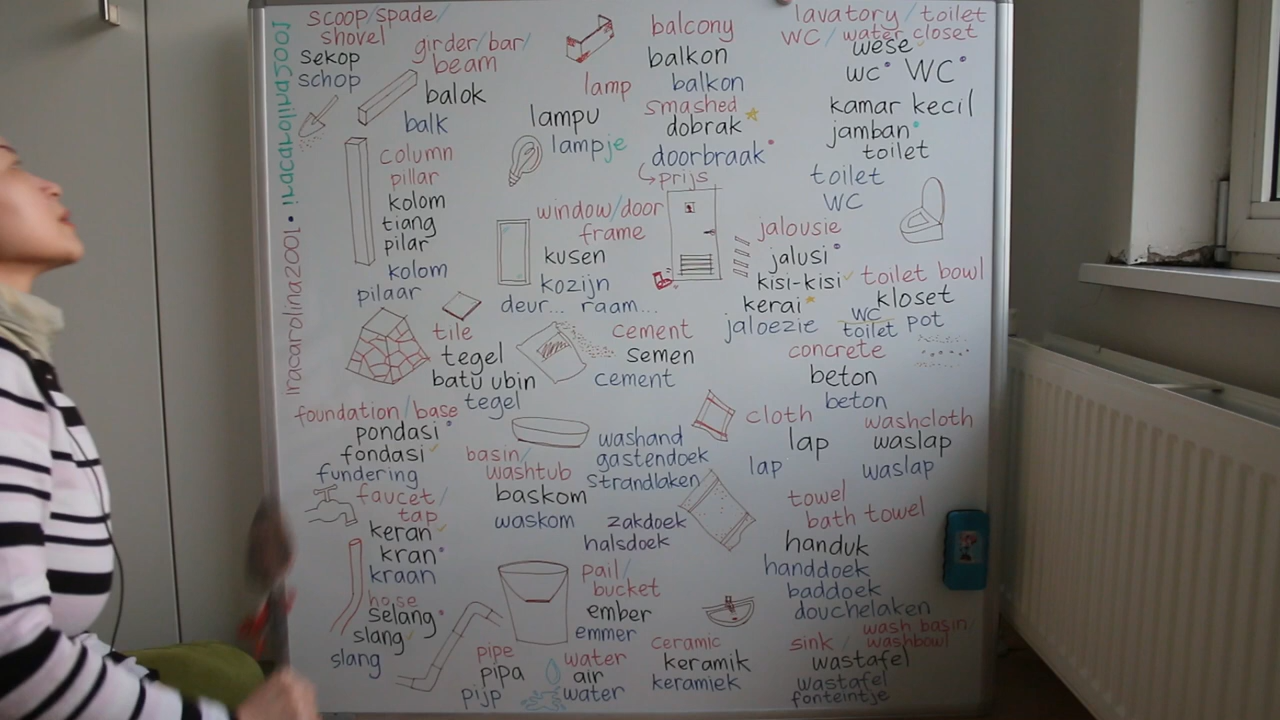 iracarolina2001 • iracarolina2001
scoop/spade/
shovel
sekop
schop
girder/bar/
beam
balok
balk
column
pillar
kolom
tiang
pilar
kolom
pilaar
lamp
lampu
lampje
balcony
balkon
balkon
smashed
dobrak
doorbraak
prijs
lavatory / toilet
WC / water closet
wese
wc WC
kamar kecil
jamban
toilet
toilet
WC
window/door
frame
kusen
kozijn
deur... raam...
jalousie
jalusi
kisi-kisi
kerai
jaloezie
toilet bowl
kloset
WC
toilet pot
tile
tegel
batu ubin
tegel
cement
semen
cement
concrete
beton
beton
foundation/base
pondasi
fondasi
fundering
basin/
washtub
baskom
waskom
washand
gastendoek
strandlaken
zakdoek
halsdoek
cloth
lap
lap
washcloth
waslap
waslap
faucet/
tap
keran
kran
kraan
towel
bath towel
handuk
handdoek
baddoek
douchelaken
hose
selang
slang
slang
pail/
bucket
ember
emmer
pipe
pipa
pijp
water
air
water
ceramic
keramik
keramiek
wash basin/
sink / washbowl
wastafel
wastafel
fonteintje